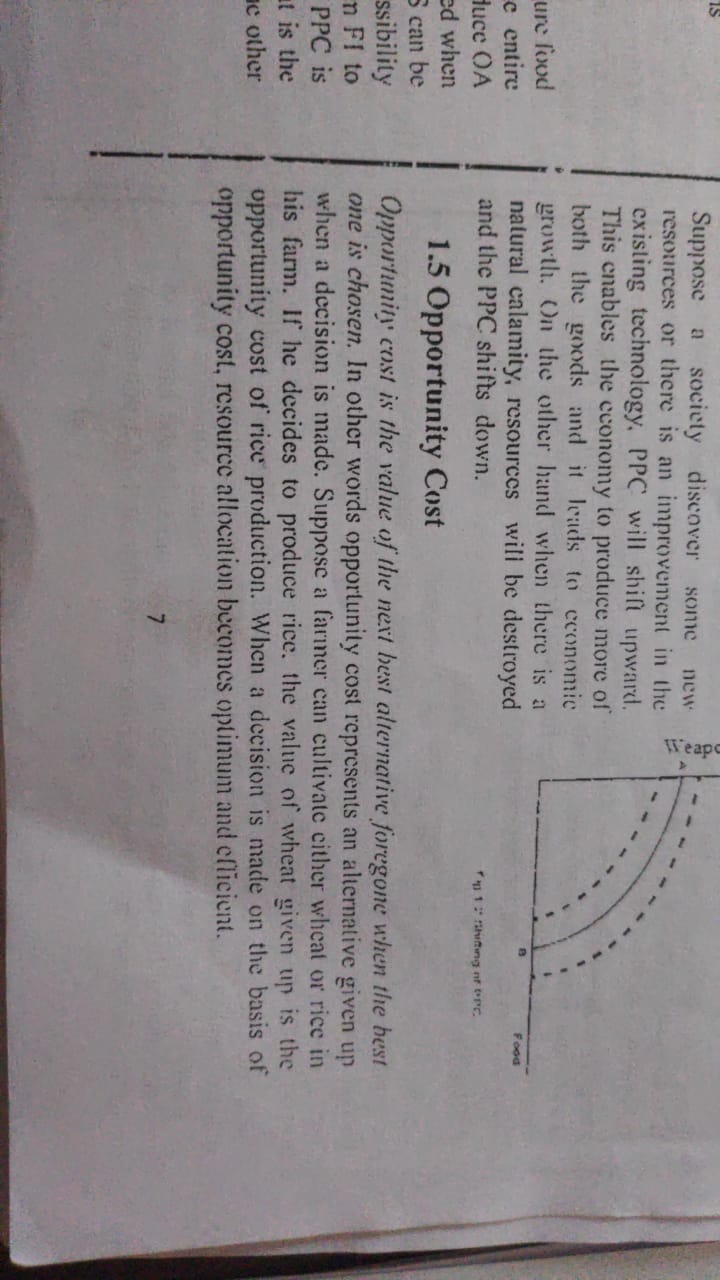 is
ure food
e entire
duce OA
ed when
S can be
ssibility
m F1 to
PPC is
at is the
he other
Suppose a society discover some new
resources or there is an improvement in the
existing technology. PPC will shift upward.
This enables the economy to produce more of
both the goods and it leads to economic
growth. On the other hand when there is a
natural calamity, resources will be destroyed
and the PPC shifts down.
Weapo
A
B
Food
Shifting of PPC.
1.5 Opportunity Cost
Opportunity cost is the value of the next best alternative foregone when the best
one is chosen. In other words opportunity cost represents an alternative given up
when a decision is made. Suppose a farmer can cultivate either wheat or rice in
his farm. If he decides to produce rice, the value of wheat given up is the
opportunity cost of rice production. When a decision is made on the basis of
opportunity cost, resource allocation becomes optimum and efficient.
7